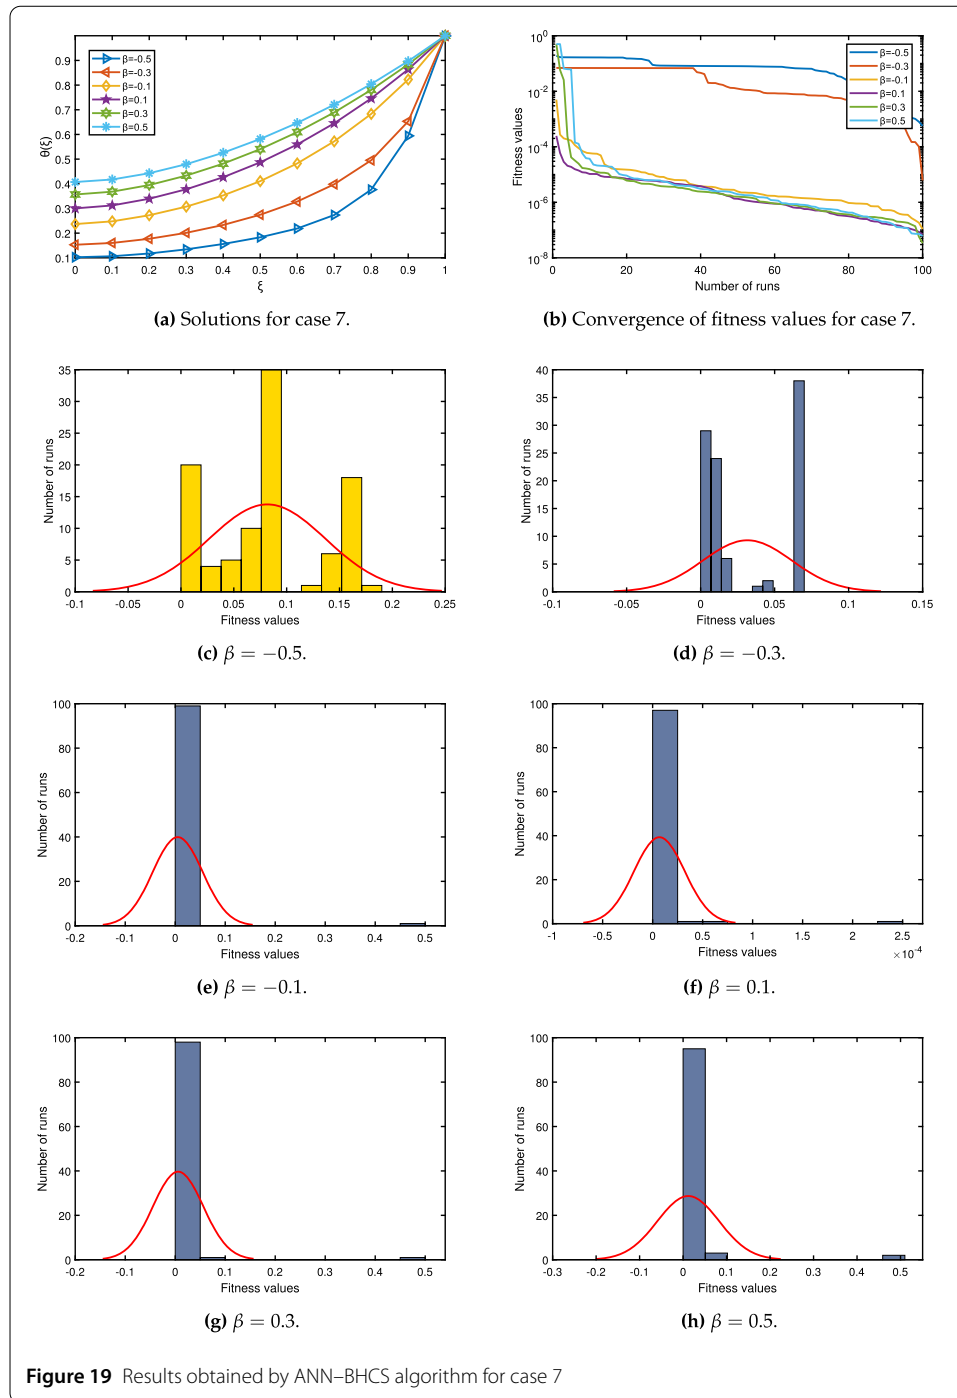 β=-0.5
β=-0.3
β=-0.1
β=0.1
β=0.3
β=0.5
θ(ξ)
0.9
0.8
0.7
0.6
0.5
0.4
0.3
0.2
0.1
0 0.1 0.2 0.3 0.4 0.5 0.6 0.7 0.8 0.9 1
ξ
(a) Solutions for case 7.
β=-0.5
β=-0.3
β=-0.1
β=0.1
β=0.3
β=0.5
Fitness values
10^0
10^-2
10^-4
10^-6
10^-8
0 20 40 60 80 100
Number of runs
(b) Convergence of fitness values for case 7.
Number of runs
35
30
25
20
15
10
5
0
-0.1 -0.05 0 0.05 0.1 0.15 0.2 0.25
Fitness values
(c) β = −0.5.
Number of runs
40
35
30
25
20
15
10
5
0
-0.1 -0.05 0 0.05 0.1 0.15
Fitness values
(d) β = −0.3.
Number of runs
100
80
60
40
20
0
-0.2 -0.1 0 0.1 0.2 0.3 0.4 0.5
Fitness values
(e) β = −0.1.
Number of runs
100
80
60
40
20
0
-1 -0.5 0 0.5 1 1.5 2 2.5
Fitness values
×10^-4
(f) β = 0.1.
Number of runs
100
80
60
40
20
0
-0.2 -0.1 0 0.1 0.2 0.3 0.4 0.5
Fitness values
(g) β = 0.3.
Number of runs
100
80
60
40
20
0
-0.3 -0.2 -0.1 0 0.1 0.2 0.3 0.4 0.5
Fitness values
(h) β = 0.5.
Figure 19 Results obtained by ANN–BHCS algorithm for case 7